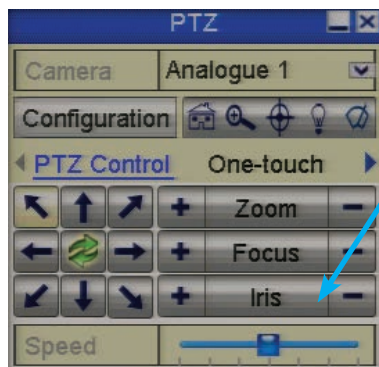 PTZ
Camera Analogue 1
Configuration
PTZ Control One-touch
+ Zoom −
+ Focus −
+ Iris −
Speed